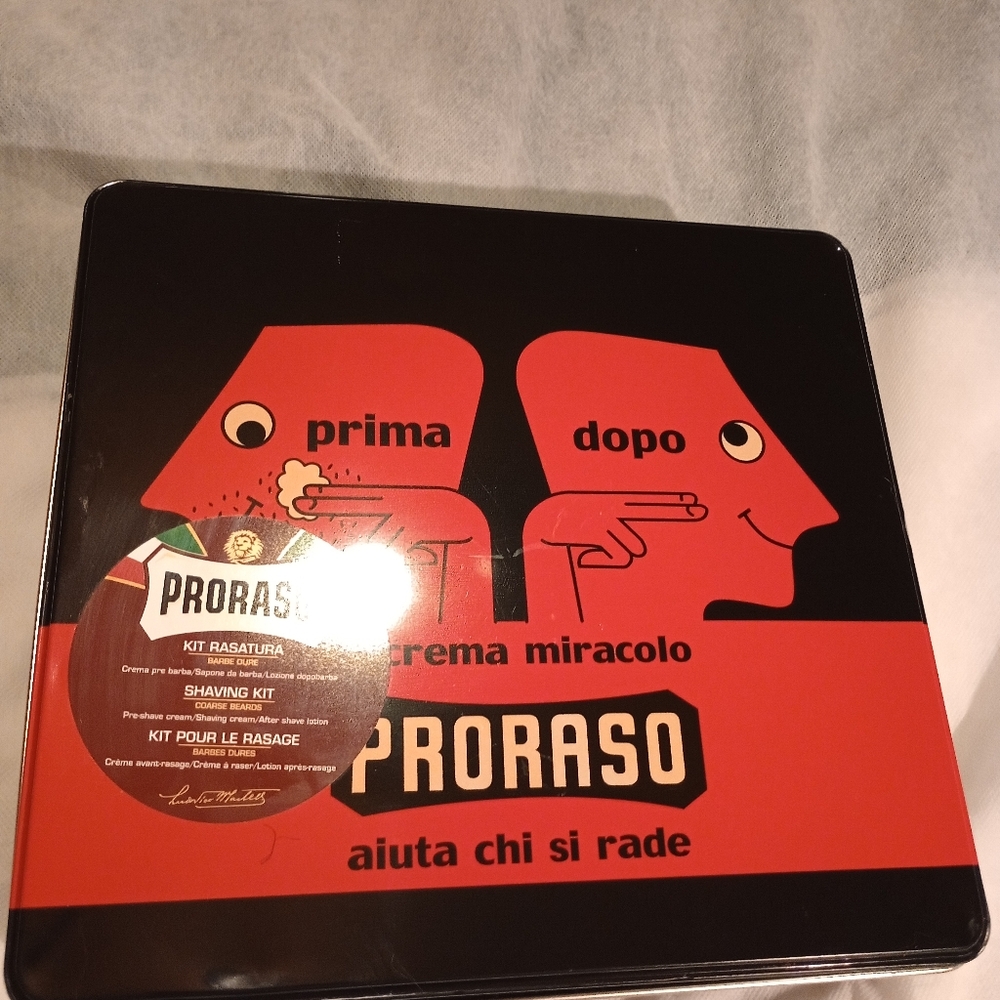 prima
dopo
crema miracolo
PRORASO
aiuta chi si rade
PRORASO
KIT RASATURA
BARBE DURE
Crema pre barba/Sapone da barba/Lozione dopobarba
SHAVING KIT
COARSE BEARDS
Pre-shave cream/Shaving cream/After shave lotion
KIT POUR LE RASAGE
BARBES DURES
Crème avant-rasage/Crème à raser/Lotion après-rasage